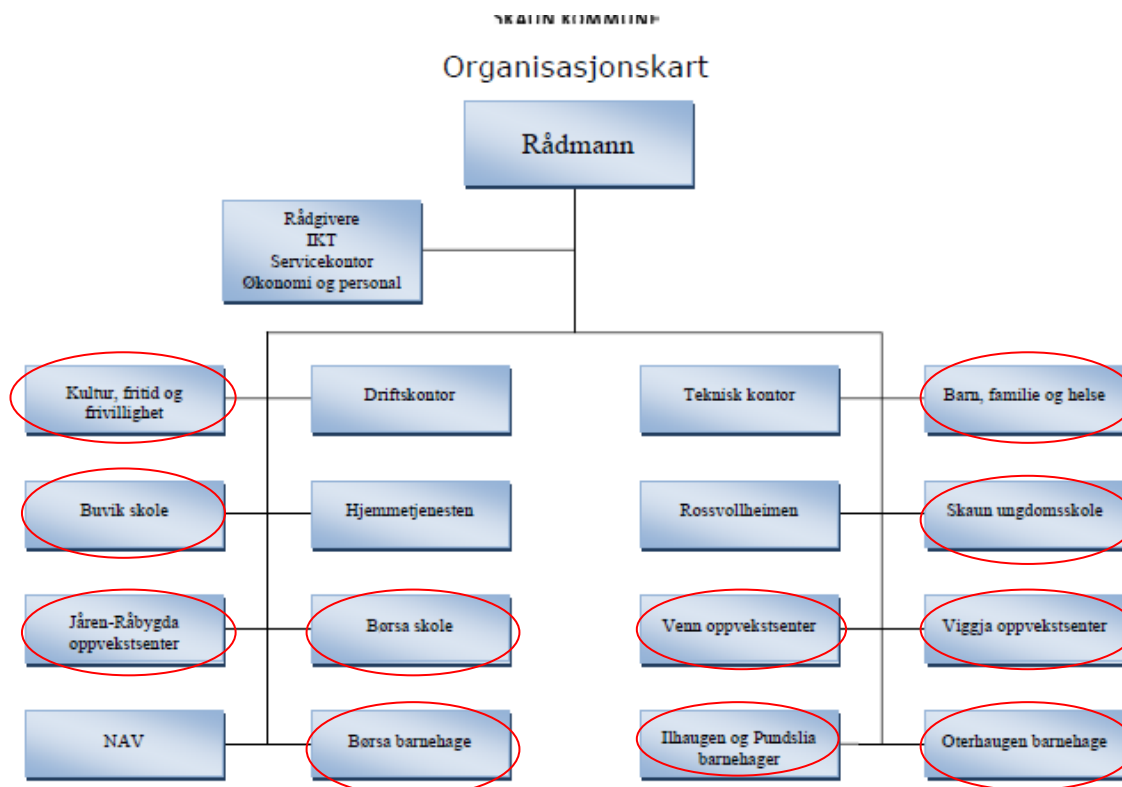 SKAUN KOMMUNE
Organisasjonskart
Rådmann
Rådgivere
IKT
Servicekontor
Økonomi og personal
Kultur, fritid og
frivillighet
Driftskontor
Teknisk kontor
Barn, familie og helse
Buvik skole
Hjemmetjenesten
Rossvollheimen
Skaun ungdomsskole
Jåren-Råbygda
oppvekstsenter
Børsa skole
Venn oppvekstsenter
Viggja oppvekstsenter
NAV
Børsa barnehage
Ilhaugen og Pundslia
barnehager
Oterhaugen barnehage